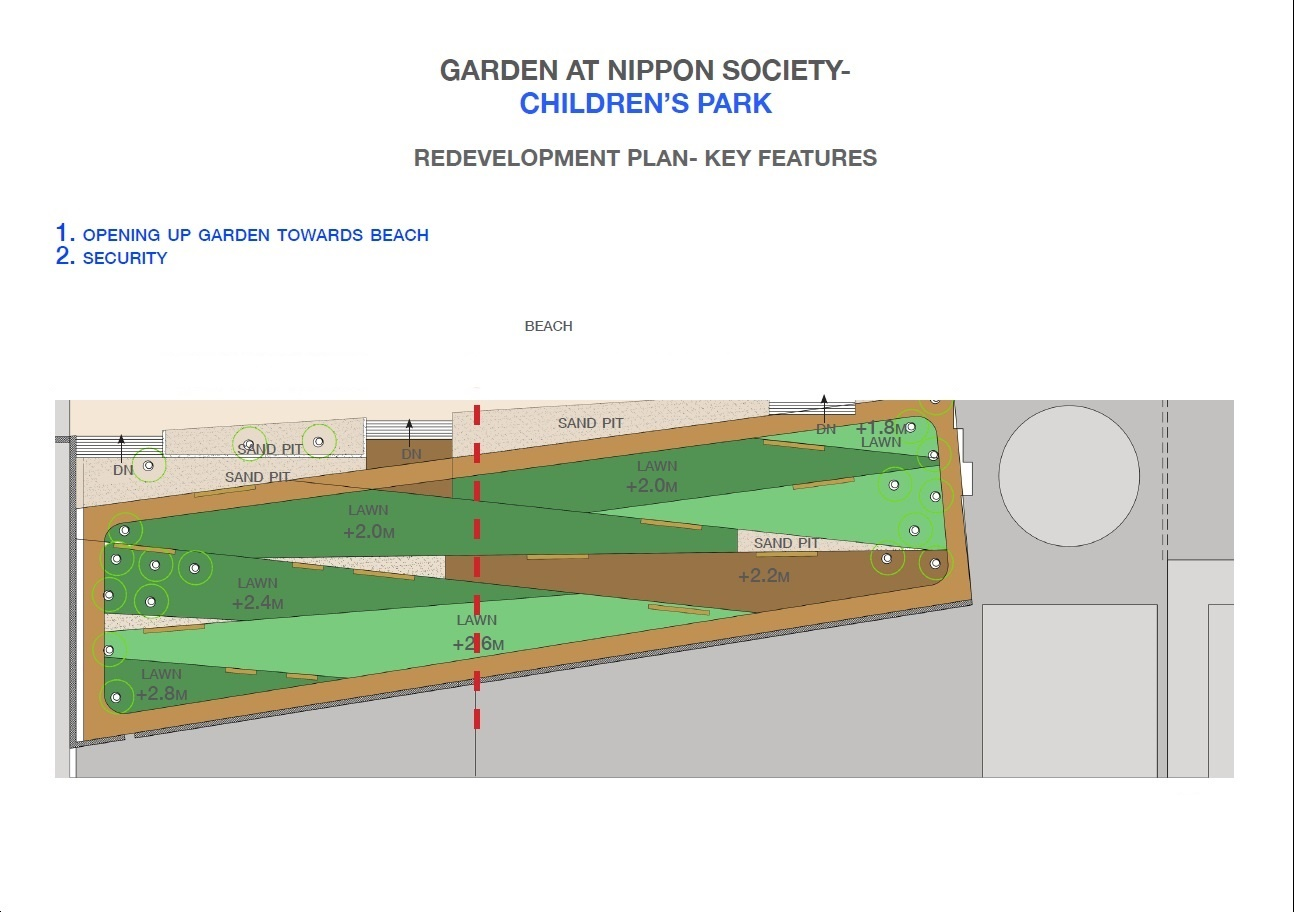 GARDEN AT NIPPON SOCIETY-
CHILDREN'S PARK
REDEVELOPMENT PLAN- KEY FEATURES
1. OPENING UP GARDEN TOWARDS BEACH
2. SECURITY
BEACH
SAND PIT
DN
+1.8M
LAWN
SAND PIT
DN
DN
SAND PIT
LAWN
+2.0M
LAWN
+2.0M
SAND PIT
+2.2M
LAWN
+2.4M
LAWN
+2.6M
LAWN
+2.8M